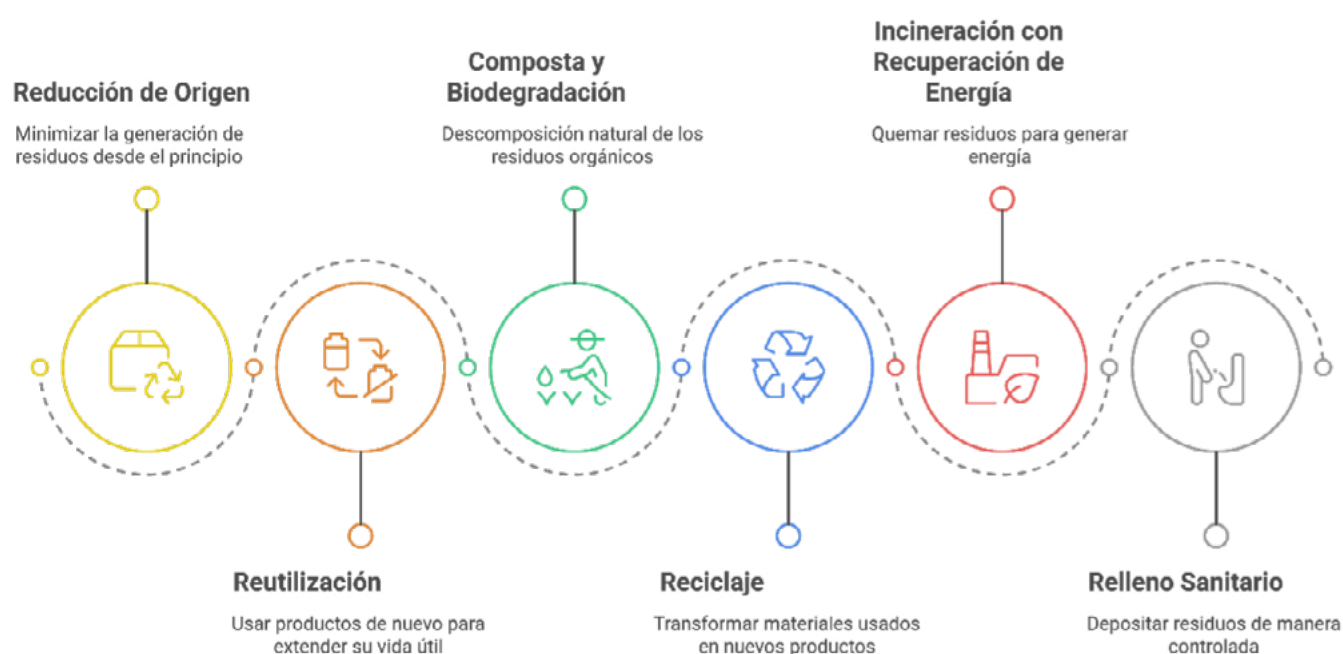 Reducción de Origen
Minimizar la generación de
residuos desde el principio
Composta y
Biodegradación
Descomposición natural de los
residuos orgánicos
Incineración con
Recuperación de
Energía
Quemar residuos para generar
energía
Reutilización
Usar productos de nuevo para
extender su vida útil
Reciclaje
Transformar materiales usados
en nuevos productos
Relleno Sanitario
Depositar residuos de manera
controlada